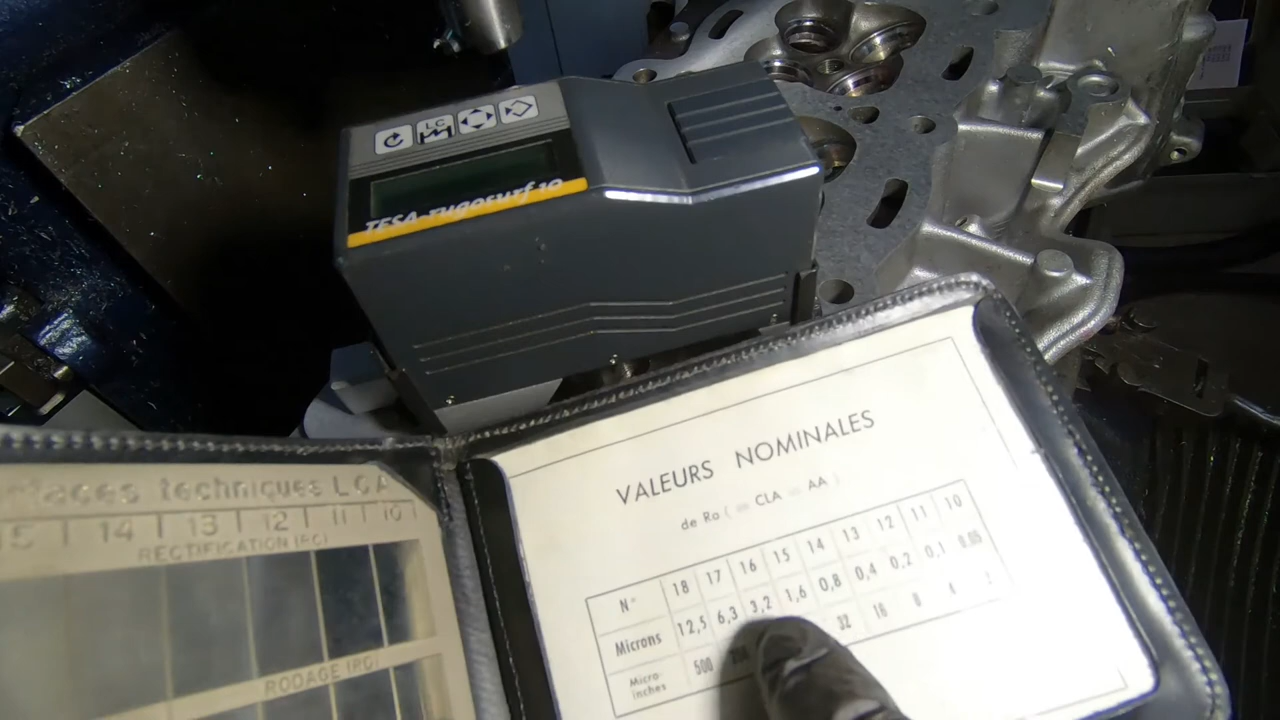 LC
TESA-rugosurf 10
VALEURS NOMINALES
de Ra ( = CLA = AA )
N° 18 17 16 15 14 13 12 11 10
Microns 12,5 6,3 3,2 1,6 0,8 0,4 0,2 0,1 0.05
Micro-
inches 500 32 16 8 4 2
techniques LCA
14 13 12 11 10
RECTIFICATION (RC)
RODAGE (RO)